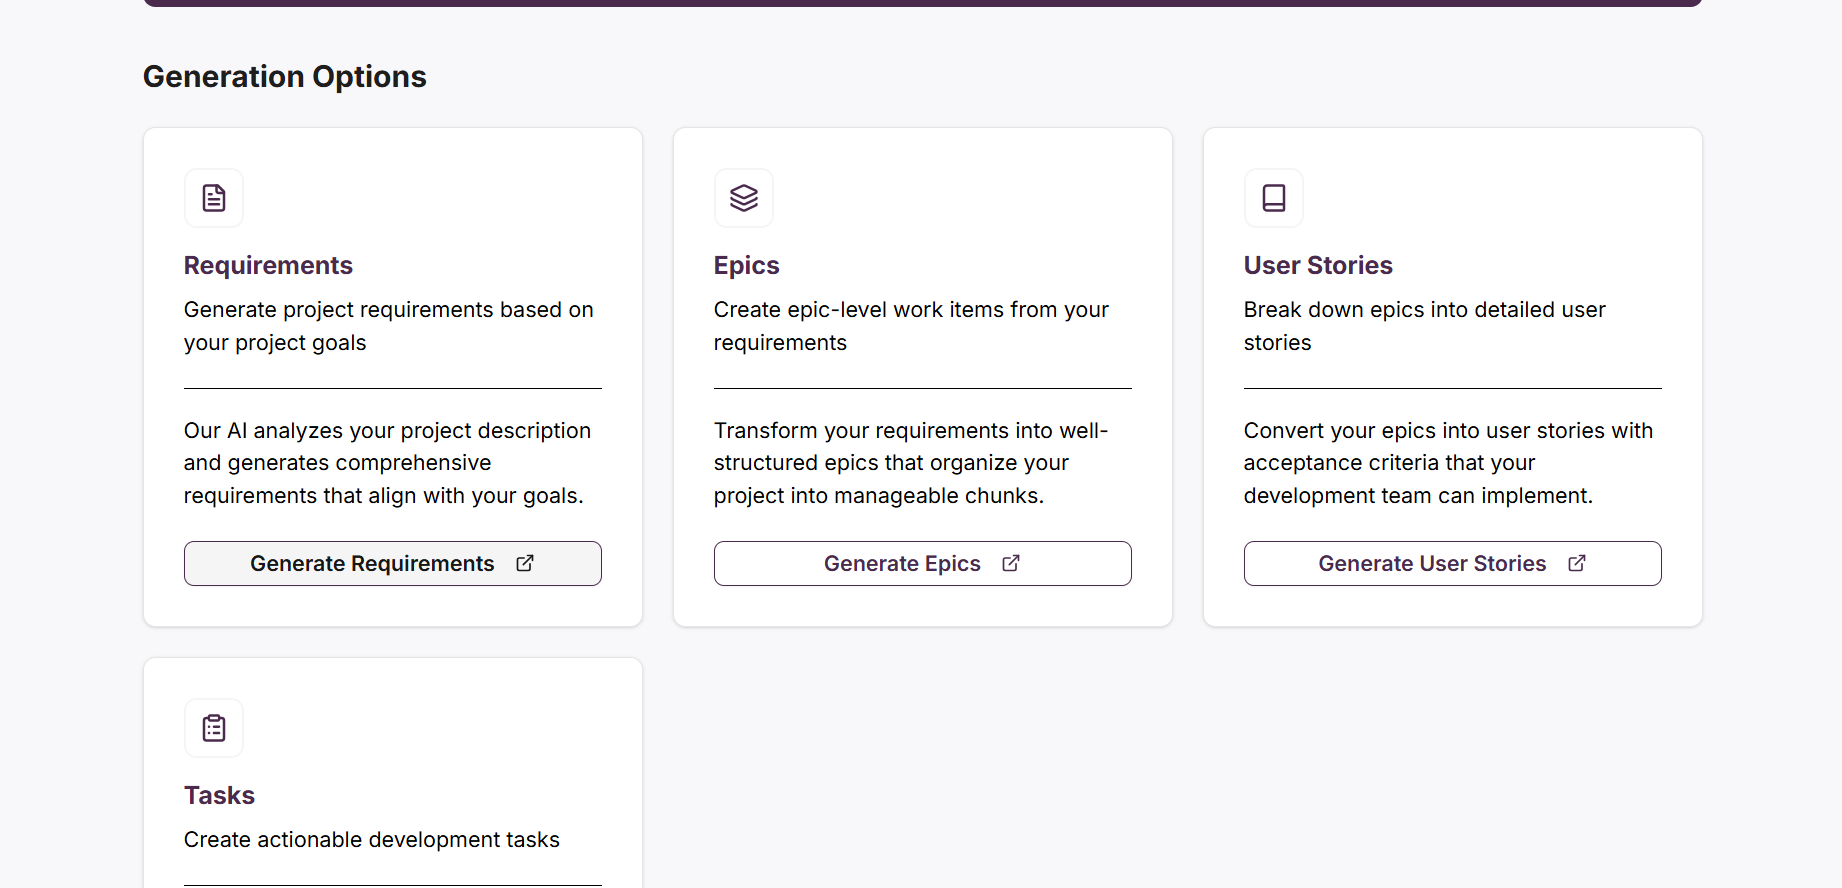 Generation Options
Requirements
Generate project requirements based on
your project goals
Our AI analyzes your project description
and generates comprehensive
requirements that align with your goals.
Generate Requirements
Epics
Create epic-level work items from your
requirements
Transform your requirements into well-
structured epics that organize your
project into manageable chunks.
Generate Epics
User Stories
Break down epics into detailed user
stories
Convert your epics into user stories with
acceptance criteria that your
development team can implement.
Generate User Stories
Tasks
Create actionable development tasks